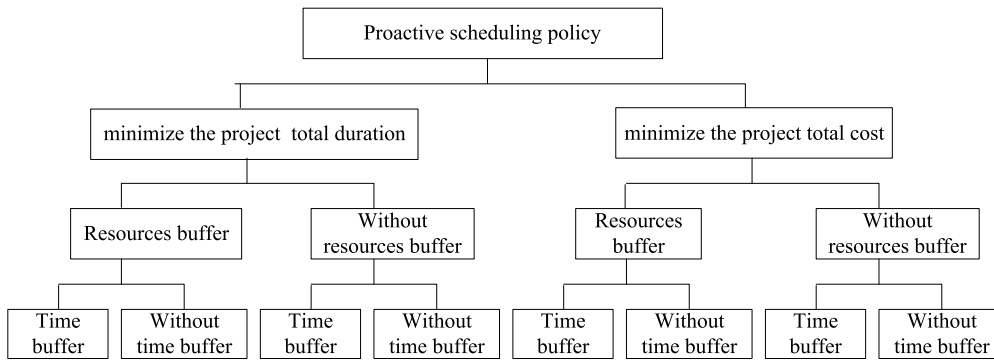 Proactive scheduling policy
minimize the project total duration
minimize the project total cost
Resources buffer
Without
resources buffer
Resources
buffer
Without
resources buffer
Time
buffer
Without
time buffer
Time
buffer
Without
time buffer
Time
buffer
Without
time buffer
Time
buffer
Without
time buffer